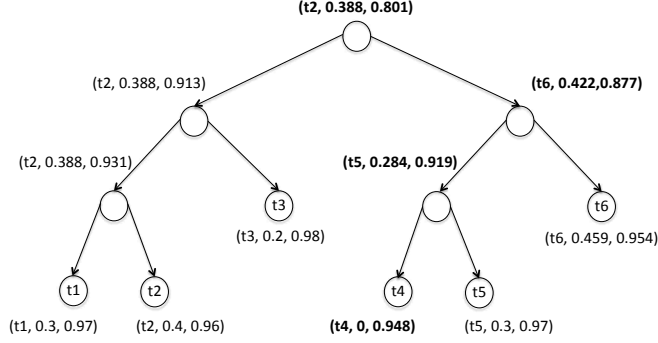 (t2, 0.388, 0.801)
(t2, 0.388, 0.913)
(t6, 0.422,0.877)
(t2, 0.388, 0.931)
(t5, 0.284, 0.919)
t3
t6
(t3, 0.2, 0.98)
(t6, 0.459, 0.954)
t1
t2
t4
t5
(t1, 0.3, 0.97)
(t2, 0.4, 0.96)
(t4, 0, 0.948)
(t5, 0.3, 0.97)